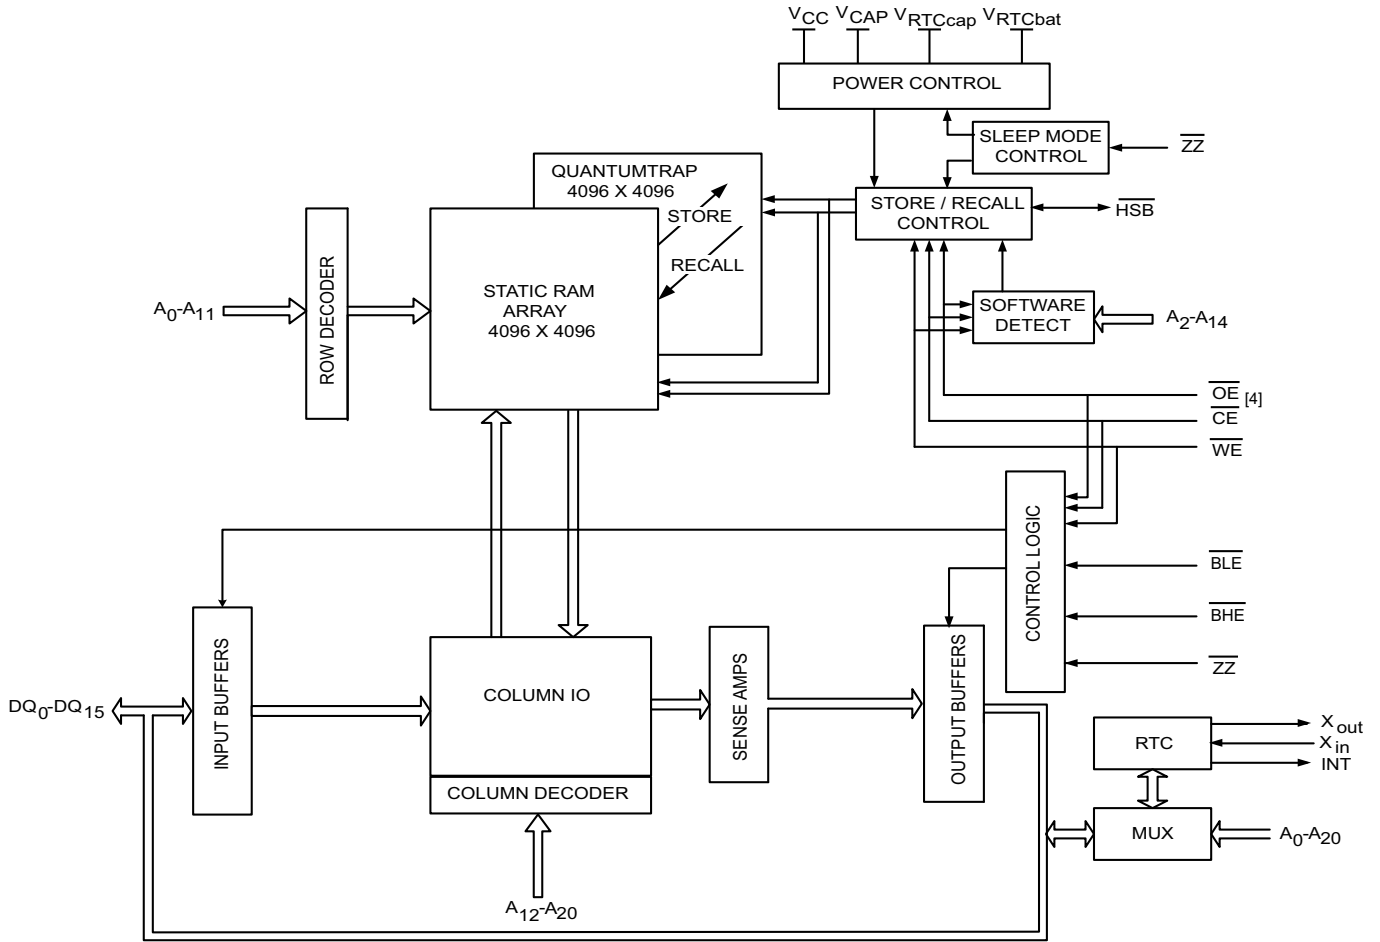 VCC VCAP VRTCcap VRTCbat
POWER CONTROL
SLEEP MODE
CONTROL
ZZ
QUANTUMTRAP
4096 X 4096
STORE
RECALL
STORE / RECALL
CONTROL
HSB
ROW DECODER
A0-A11
STATIC RAM
ARRAY
4096 X 4096
SOFTWARE
DETECT
A2-A14
OE [4]
CE
WE
CONTROL LOGIC
BLE
BHE
ZZ
DQ0-DQ15
INPUT BUFFERS
COLUMN IO
COLUMN DECODER
SENSE AMPS
OUTPUT BUFFERS
RTC
Xout
Xin
INT
MUX
A0-A20
A12-A20